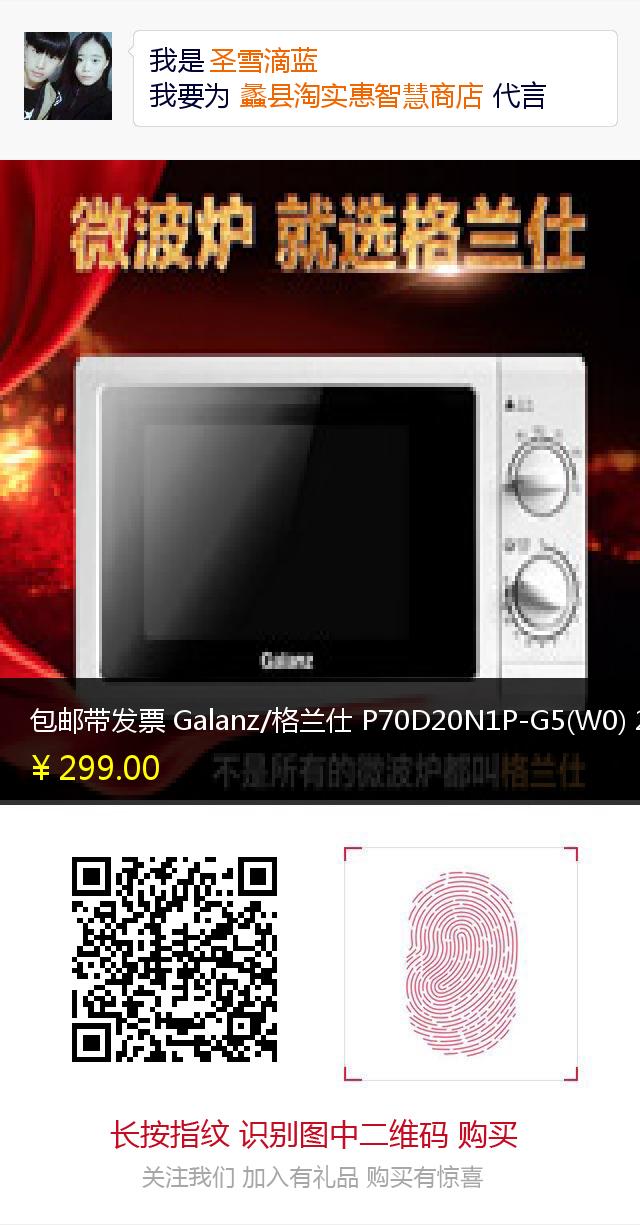 我是 圣雪滴蓝
我要为 蠡县淘实惠智慧商店 代言
微波炉 就选格兰仕
Galanz
包邮带发票 Galanz/格兰仕 P70D20N1P-G5(W0) 2
¥ 299.00
不是所有的微波炉都叫格兰仕
长按指纹 识别图中二维码 购买
关注我们 加入有礼品 购买有惊喜